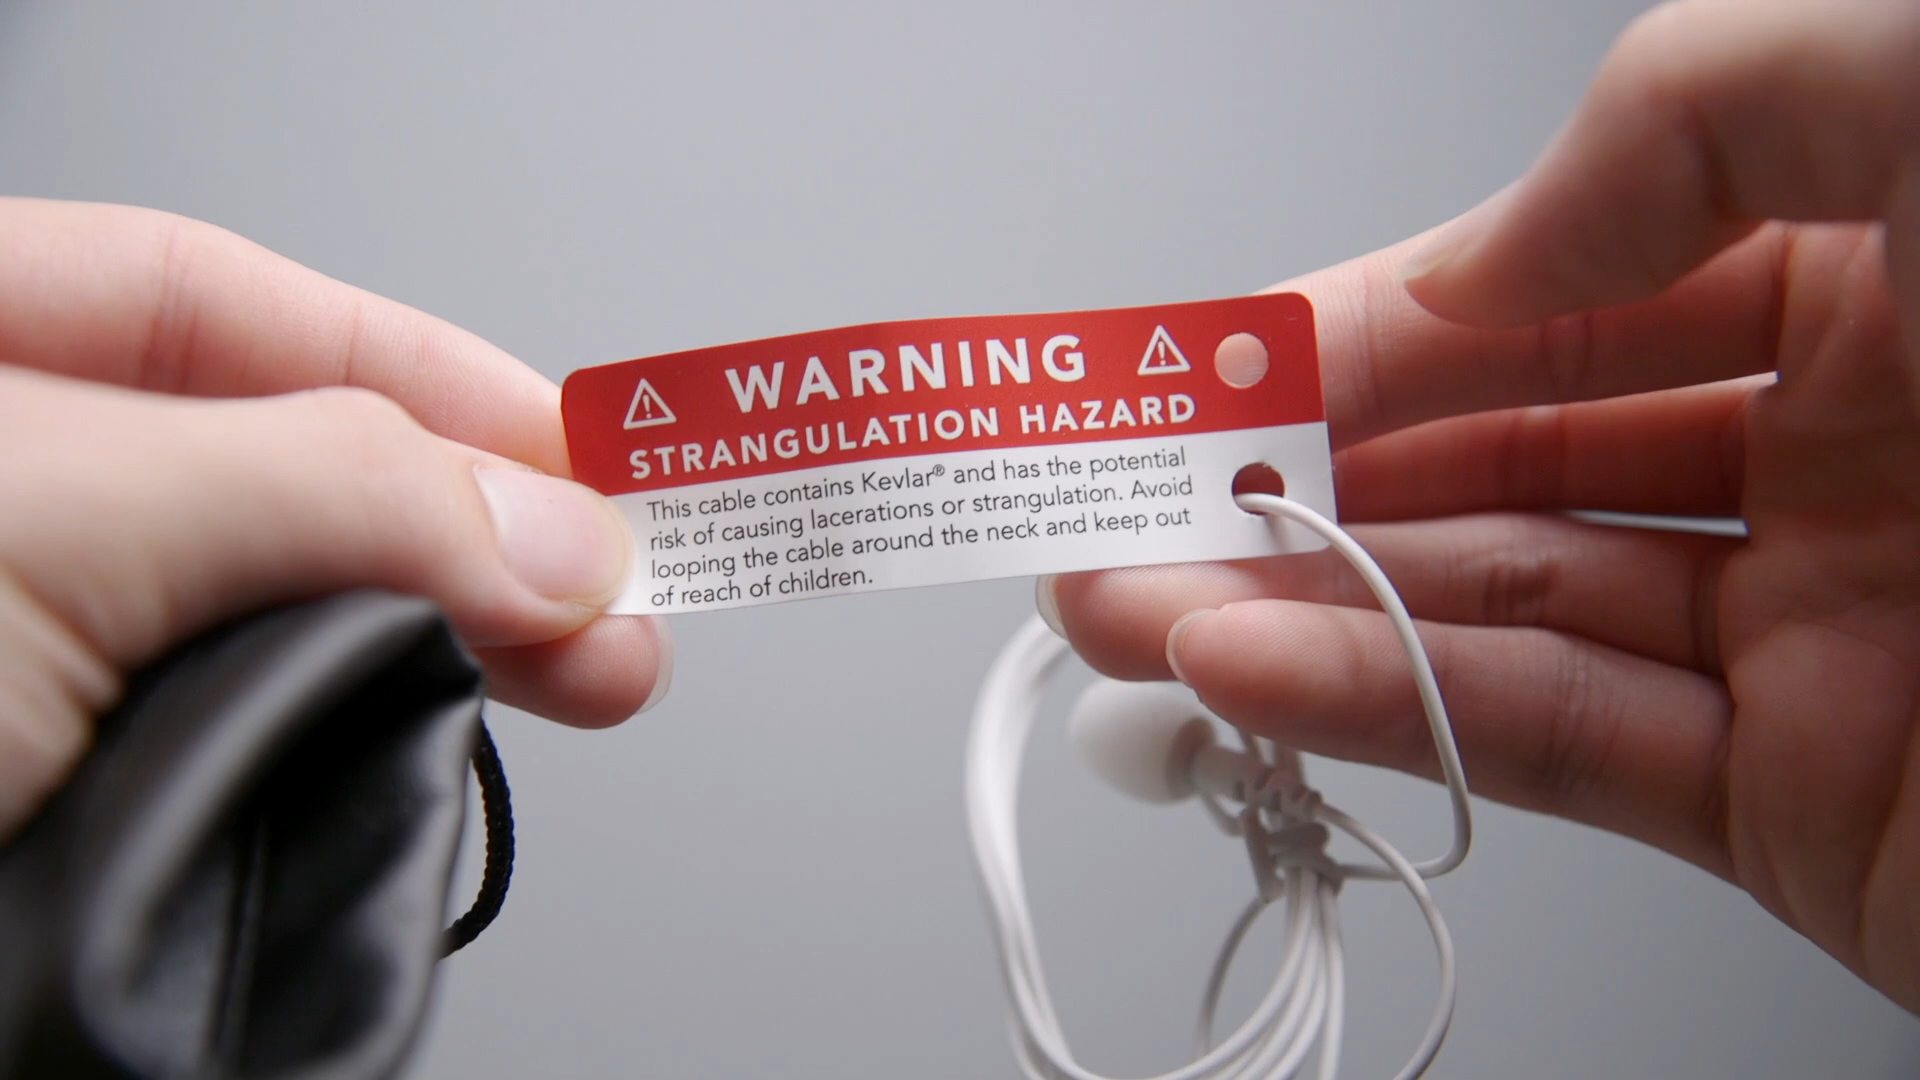 WARNING
STRANGULATION HAZARD
This cable contains Kevlar® and has the potential
risk of causing lacerations or strangulation. Avoid
looping the cable around the neck and keep out
of reach of children.